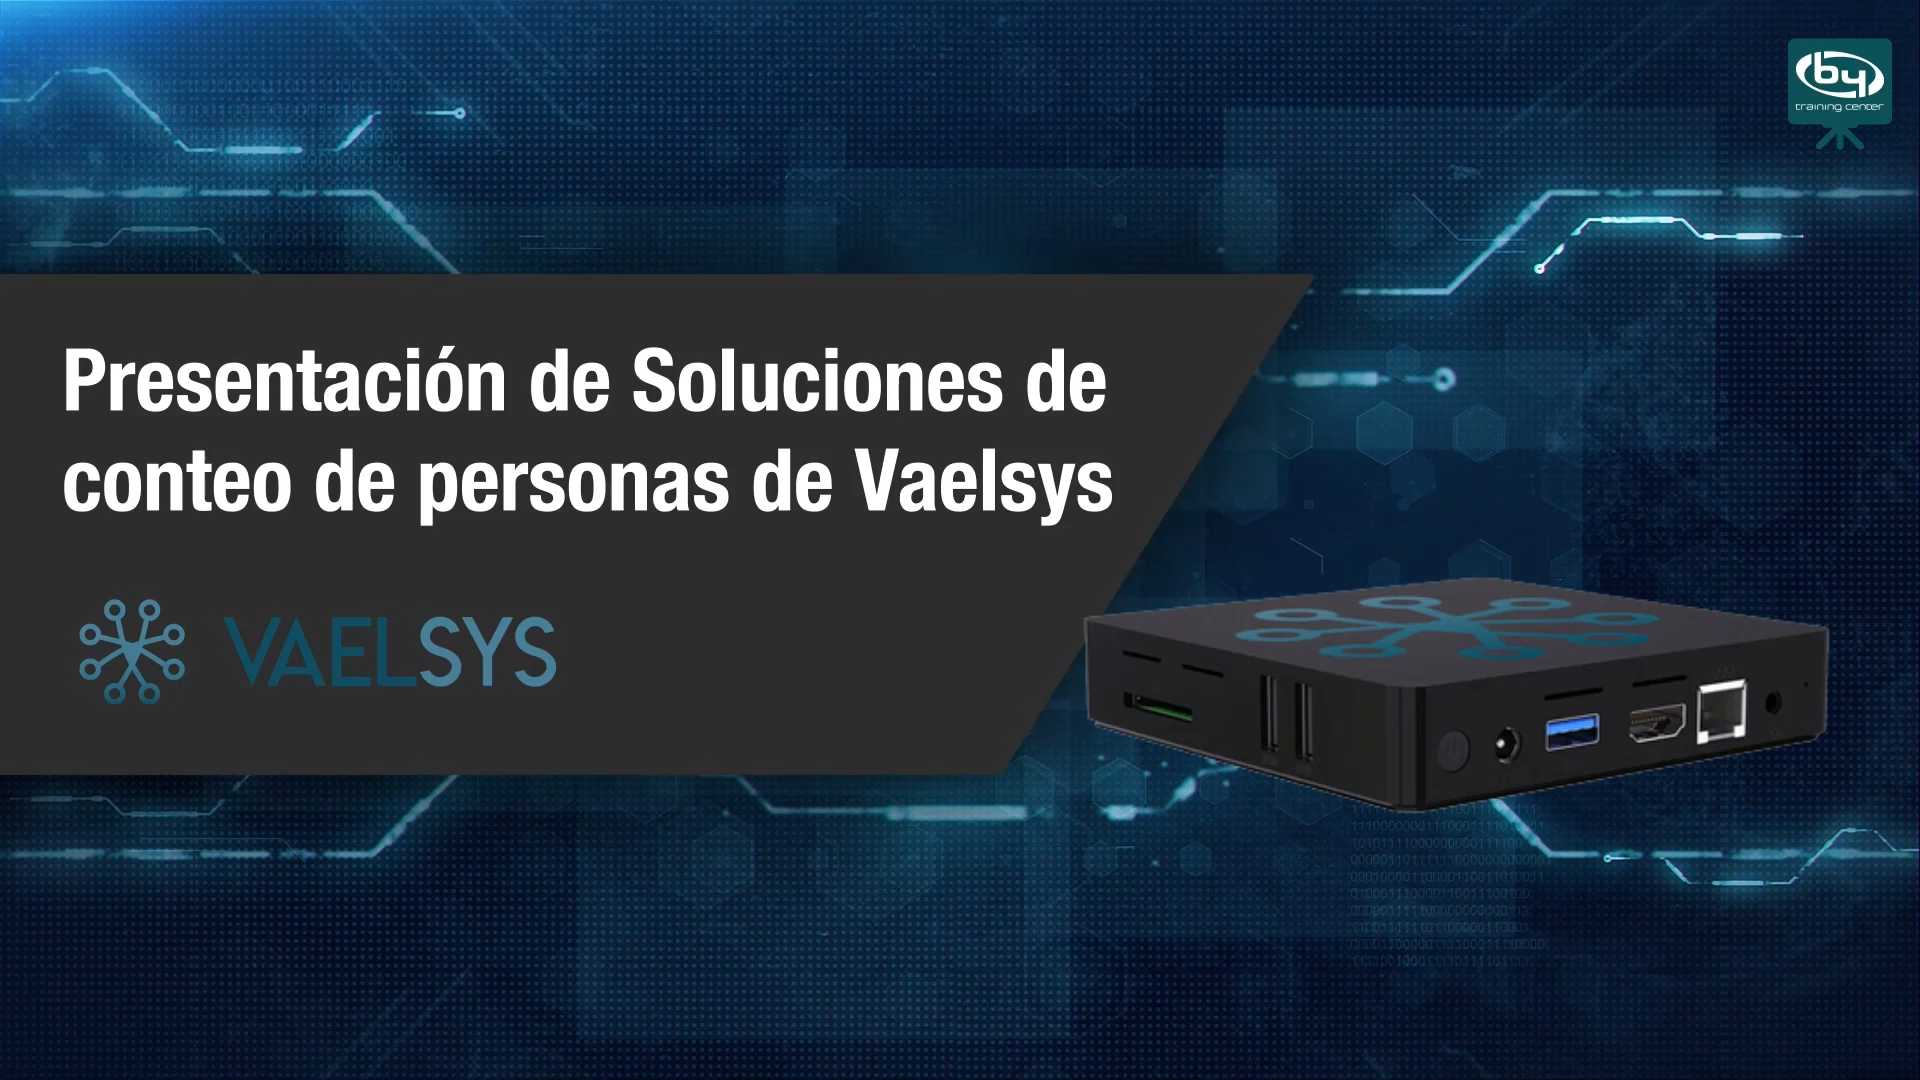 by
training center
Presentación de Soluciones de
conteo de personas de Vaelsys
VAELSYS